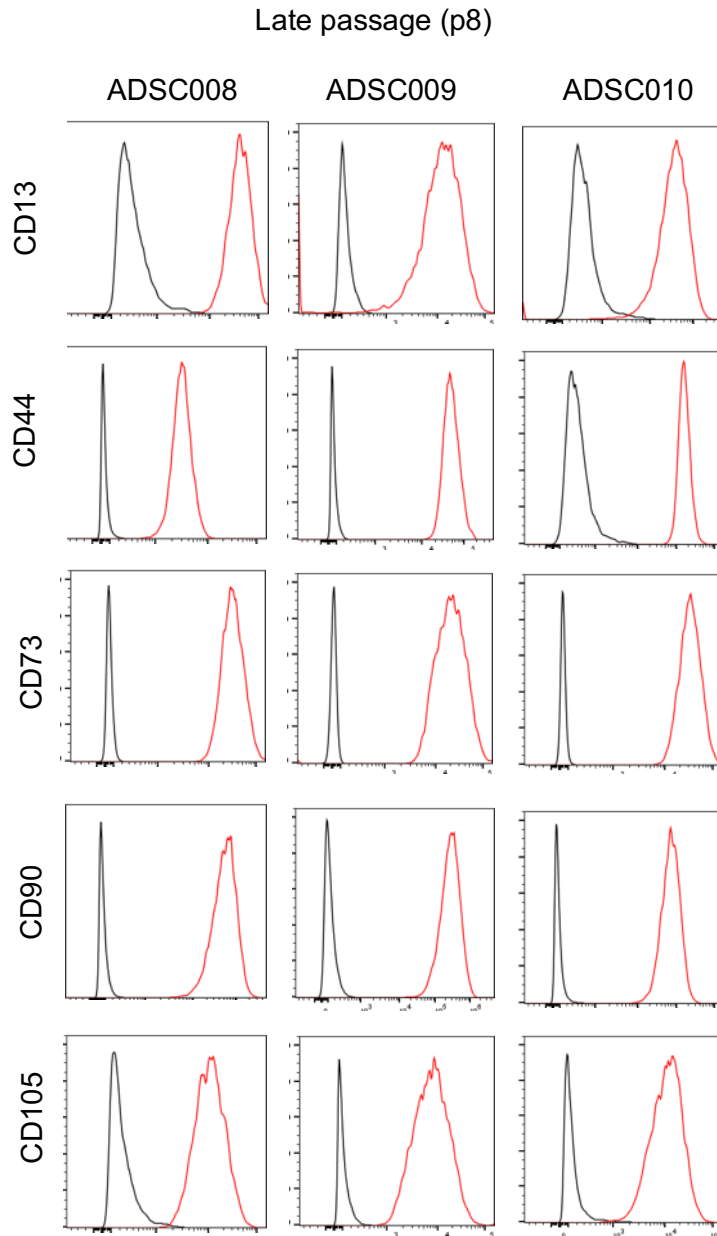 Late passage (p8)
ADSC008 ADSC009 ADSC010
CD13
CD44
CD73
CD90
CD105